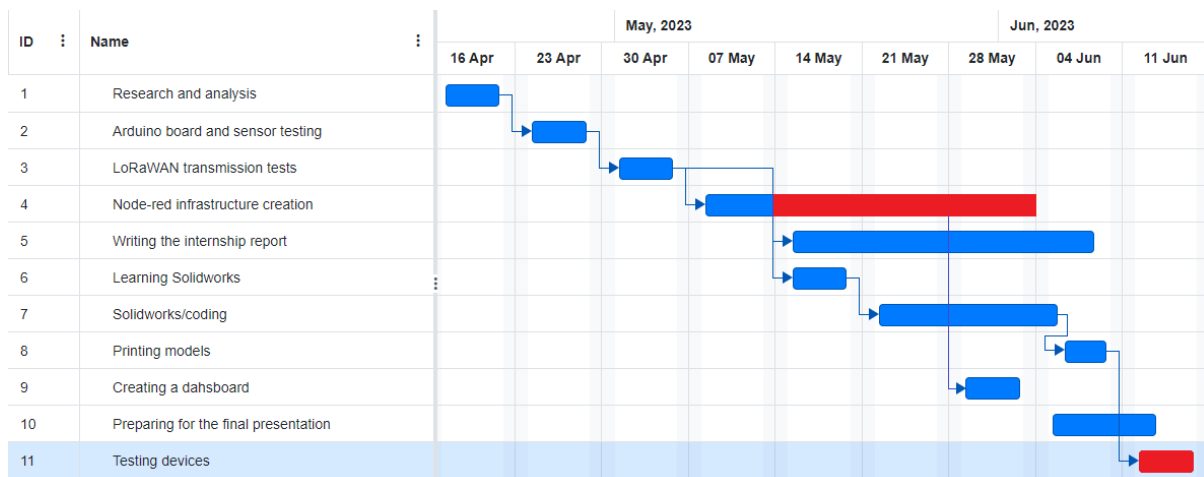 May, 2023 Jun, 2023
ID Name
16 Apr 23 Apr 30 Apr 07 May 14 May 21 May 28 May 04 Jun 11 Jun
1 Research and analysis
2 Arduino board and sensor testing
3 LoRaWAN transmission tests
4 Node-red infrastructure creation
5 Writing the internship report
6 Learning Solidworks
7 Solidworks/coding
8 Printing models
9 Creating a dahsboard
10 Preparing for the final presentation
11 Testing devices